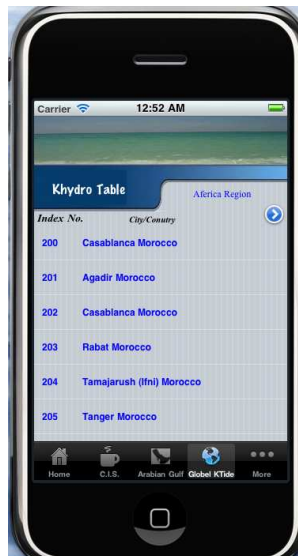 Carrier 12:52 AM
Khydro Table
Aferica Region
Index No. City/Conutry
200 Casablanca Morocco
201 Agadir Morocco
202 Casablanca Morocco
203 Rabat Morocco
204 Tamajarush (Ifni) Morocco
205 Tanger Morocco
Home C.I.S. Arabian Gulf Globel KTide More